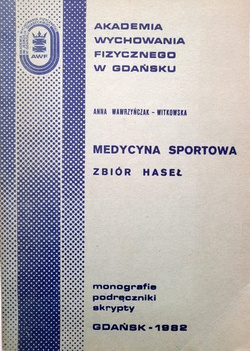 AKADEMIA
WYCHOWANIA
FIZYCZNEGO
W GDAŃSKU
AWF
ANNA WAWRZYŃCZAK – WITKOWSKA
MEDYCYNA SPORTOWA
ZBIÓR HASEŁ
monografie
podręczniki
skrypty
GDAŃSK - 1982